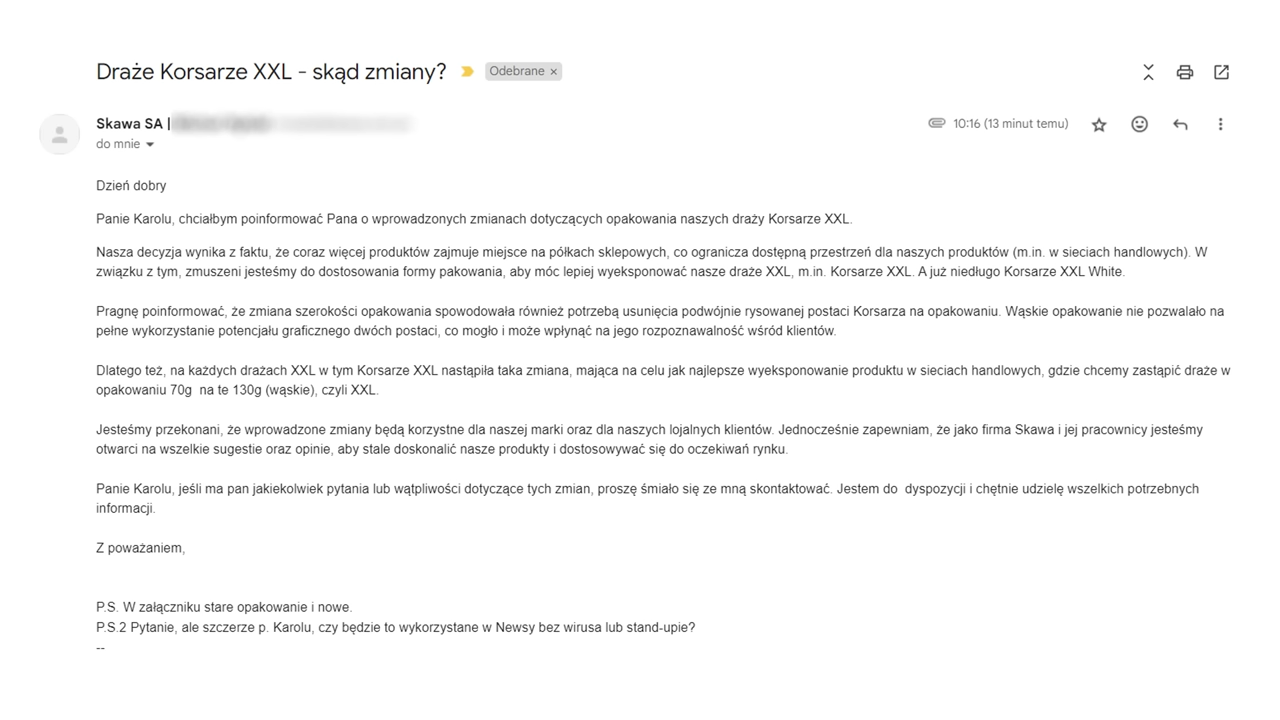 Draże Korsarze XXL - skąd zmiany? Odebrane ×
Skawa SA |
10:16 (13 minut temu)
do mnie
Dzień dobry
Panie Karolu, chciałbym poinformować Pana o wprowadzonych zmianach dotyczących opakowania naszych draży Korsarze XXL.
Nasza decyzja wynika z faktu, że coraz więcej produktów zajmuje miejsce na półkach sklepowych, co ogranicza dostępną przestrzeń dla naszych produktów (m.in. w sieciach handlowych). W
związku z tym, zmuszeni jesteśmy do dostosowania formy pakowania, aby móc lepiej wyeksponować nasze draże XXL, m.in. Korsarze XXL. A już niedługo Korsarze XXL White.
Pragnę poinformować, że zmiana szerokości opakowania spowodowała również potrzebą usunięcia podwójnie rysowanej postaci Korsarza na opakowaniu. Wąskie opakowanie nie pozwalało na
pełne wykorzystanie potencjału graficznego dwóch postaci, co mogło i może wpłynąć na jego rozpoznawalność wśród klientów.
Dlatego też, na każdych drażach XXL w tym Korsarze XXL nastąpiła taka zmiana, mająca na celu jak najlepsze wyeksponowanie produktu w sieciach handlowych, gdzie chcemy zastąpić draże w
opakowaniu 70g  na te 130g (wąskie), czyli XXL.
Jesteśmy przekonani, że wprowadzone zmiany będą korzystne dla naszej marki oraz dla naszych lojalnych klientów. Jednocześnie zapewniam, że jako firma Skawa i jej pracownicy jesteśmy
otwarci na wszelkie sugestie oraz opinie, aby stale doskonalić nasze produkty i dostosowywać się do oczekiwań rynku.
Panie Karolu, jeśli ma pan jakiekolwiek pytania lub wątpliwości dotyczące tych zmian, proszę śmiało się ze mną skontaktować. Jestem do  dyspozycji i chętnie udzielę wszelkich potrzebnych
informacji.
Z poważaniem,
P.S. W załączniku stare opakowanie i nowe.
P.S.2 Pytanie, ale szczerze p. Karolu, czy będzie to wykorzystane w Newsy bez wirusa lub stand-upie?
--